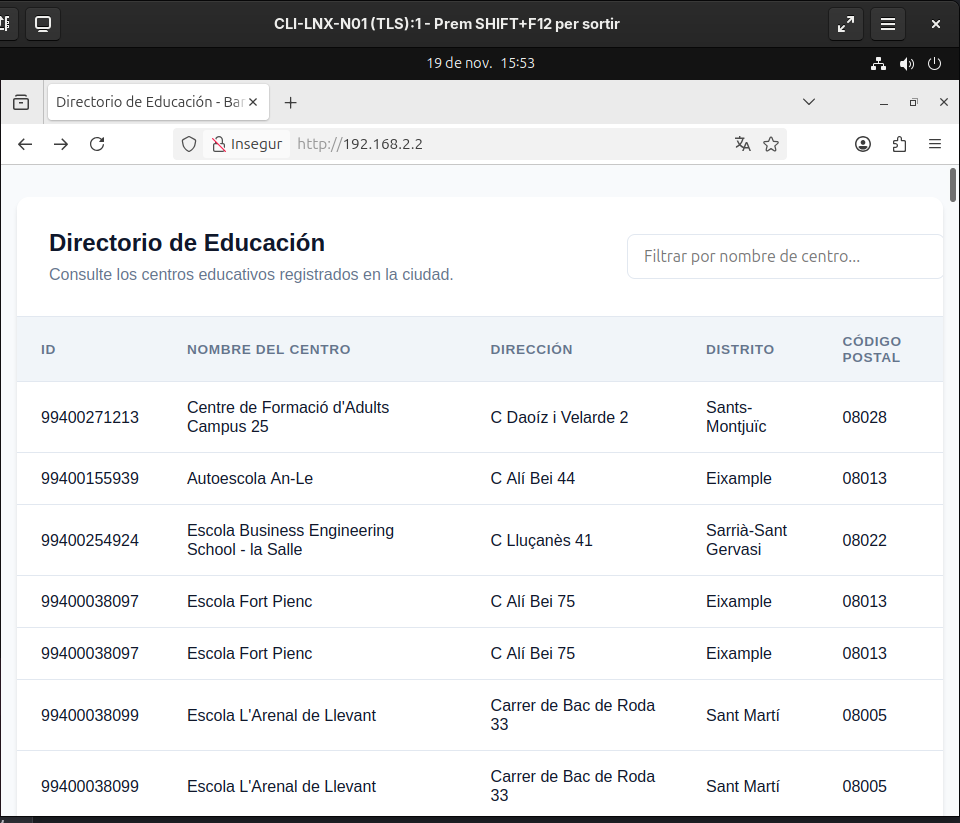 CLI-LNX-N01 (TLS):1 - Prem SHIFT+F12 per sortir
19 de nov. 15:53
Directorio de Educación - Bar
Insegur
http://192.168.2.2
Directorio de Educación
Consulte los centros educativos registrados en la ciudad.
Filtrar por nombre de centro...
ID NOMBRE DEL CENTRO DIRECCIÓN DISTRITO CÓDIGO
POSTAL
99400271213 Centre de Formació d'Adults
Campus 25 C Daoíz i Velarde 2 Sants-
Montjuïc 08028
99400155939 Autoescola An-Le C Alí Bei 44 Eixample 08013
99400254924 Escola Business Engineering
School - la Salle C Lluçanès 41 Sarrià-Sant
Gervasi 08022
99400038097 Escola Fort Pienc C Alí Bei 75 Eixample 08013
99400038097 Escola Fort Pienc C Alí Bei 75 Eixample 08013
99400038099 Escola L'Arenal de Llevant Carrer de Bac de Roda
33 Sant Martí 08005
99400038099 Escola L'Arenal de Llevant Carrer de Bac de Roda
33 Sant Martí 08005